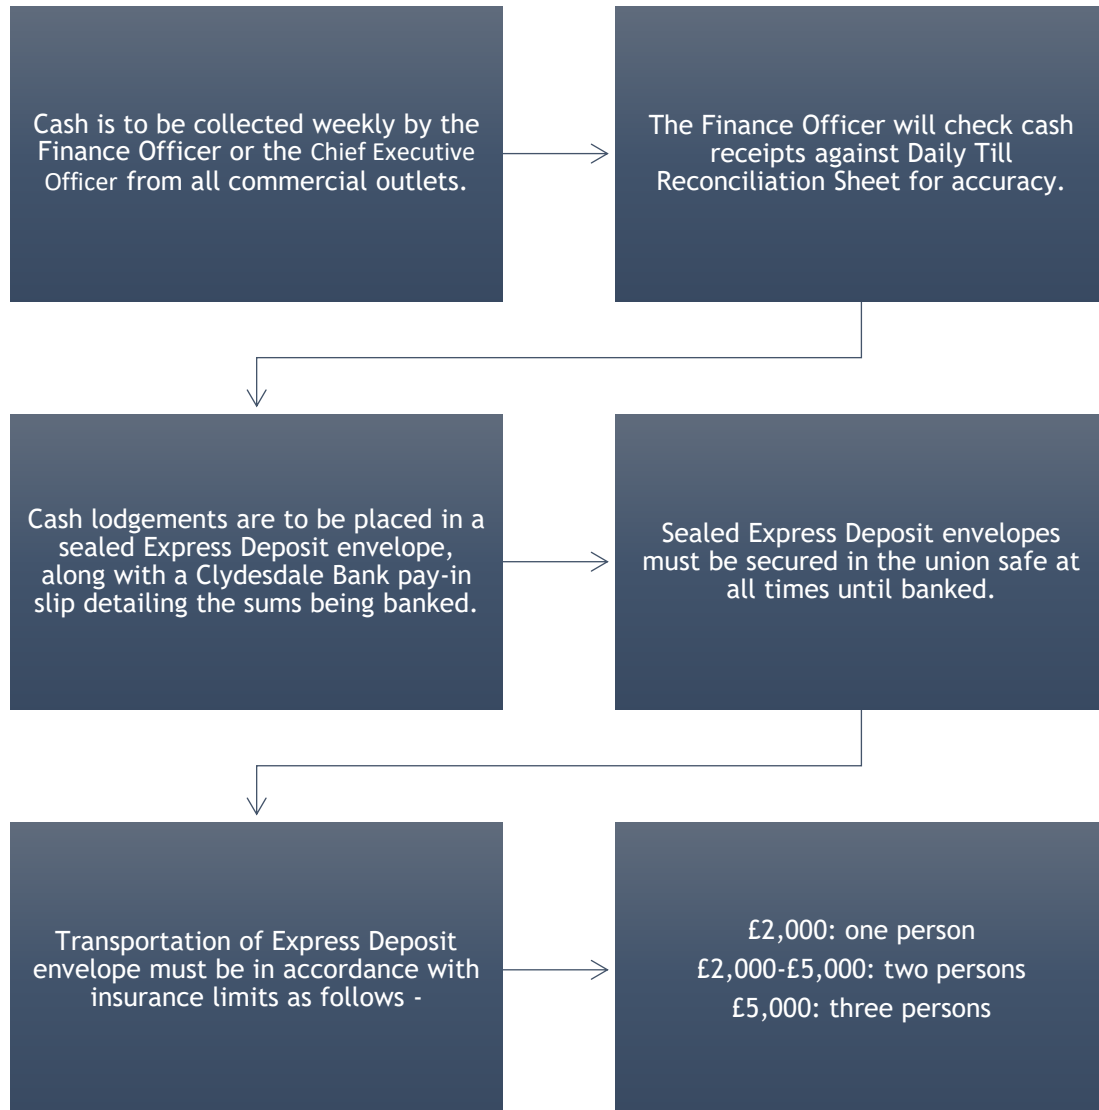 Cash is to be collected weekly by the
Finance Officer or the Chief Executive
Officer from all commercial outlets.
The Finance Officer will check cash
receipts against Daily Till
Reconciliation Sheet for accuracy.
Cash lodgements are to be placed in a
sealed Express Deposit envelope,
along with a Clydesdale Bank pay-in
slip detailing the sums being banked.
Sealed Express Deposit envelopes
must be secured in the union safe at
all times until banked.
Transportation of Express Deposit
envelope must be in accordance with
insurance limits as follows -
£2,000: one person
£2,000-£5,000: two persons
£5,000: three persons